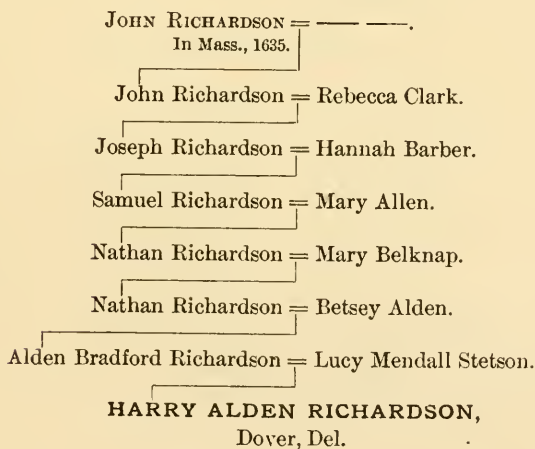 JOHN RICHARDSON = — — —.
In Mass., 1635.
John Richardson = Rebecca Clark.
Joseph Richardson = Hannah Barber.
Samuel Richardson = Mary Allen.
Nathan Richardson = Mary Belknap.
Nathan Richardson = Betsey Alden.
Alden Bradford Richardson = Lucy Mendall Stetson.
HARRY ALDEN RICHARDSON,
Dover, Del.